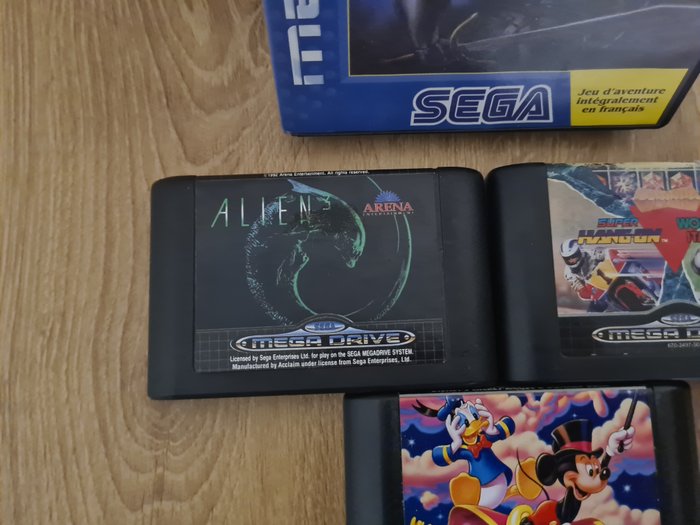 SEGA
Jeu d'aventure
intégralement
en français
©1992 Arena Entertainment. All rights reserved.
ALIEN 3
ARENA
ENTERTAINMENT
SEGA
MEGA DRIVE
Licensed by Sega Enterprises Ltd. for play on the SEGA MEGADRIVE SYSTEM.
Manufactured by Acclaim under license from Sega Enterprises, Ltd.
SUPER
HANG-ON
SEGA
MEGA DRIVE